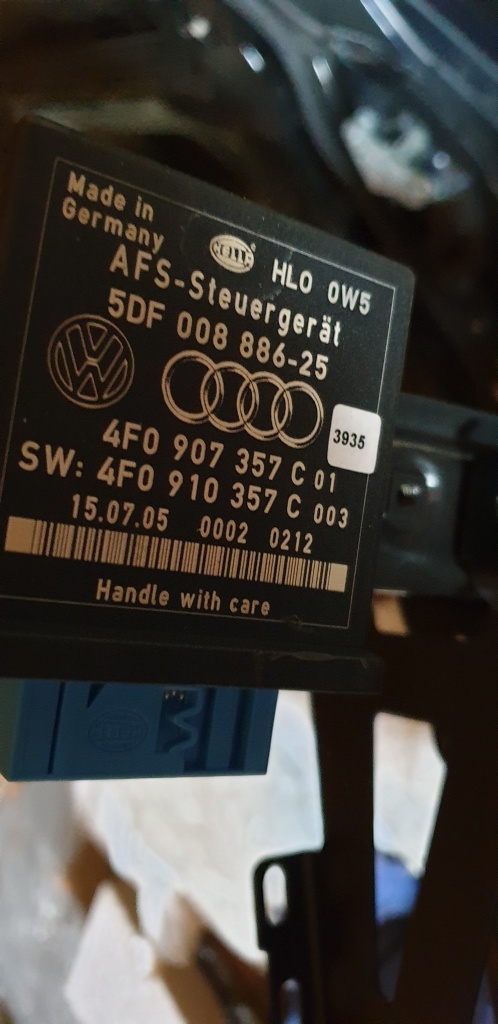 Made in
Germany
HELLA
HLO 0W5
AFS-Steuergerät
5DF 008 886-25
3935
4F0 907 357 C 01
SW: 4F0 910 357 C 003
15.07.05 0002 0212
Handle with care